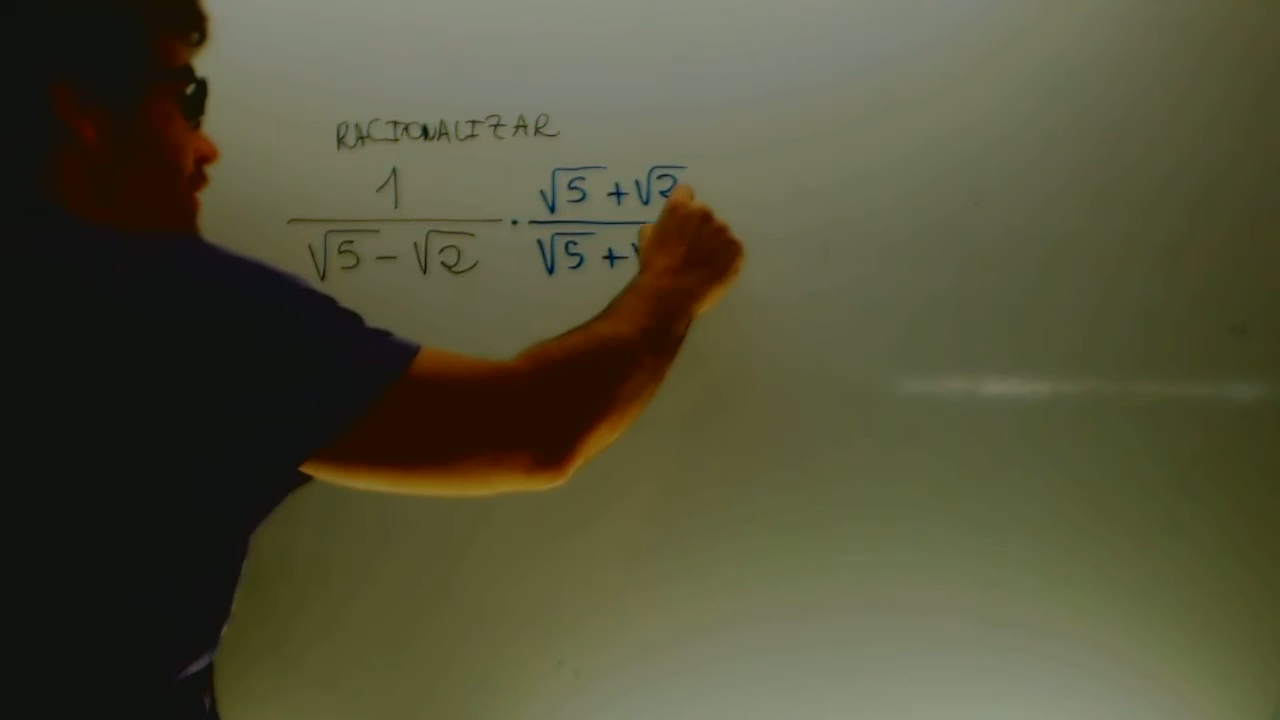 RACIONALIZAR
1 / (√5 - √2) · (√5 + √2) / (√5 + √